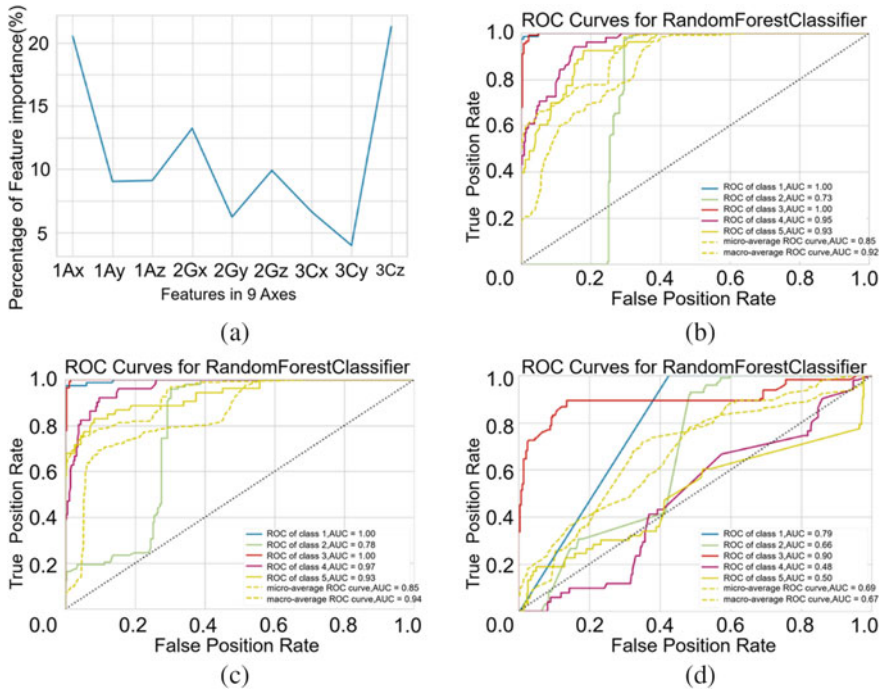 Percentage of Feature importance(%)
20
15
10
5
1Ax 1Ay 1Az 2Gx 2Gy 2Gz 3Cx 3Cy 3Cz
Features in 9 Axes
(a)
ROC Curves for RandomForestClassifier
True Position Rate
1.0
0.8
0.6
0.4
0.2
ROC of class 1,AUC = 1.00
ROC of class 2,AUC = 0.73
ROC of class 3,AUC = 1.00
ROC of class 4,AUC = 0.95
ROC of class 5,AUC = 0.93
micro-average ROC curve,AUC = 0.85
macro-average ROC curve,AUC = 0.92
0.0 0.2 0.4 0.6 0.8 1.0
False Position Rate
(b)
ROC Curves for RandomForestClassifier
True Position Rate
1.0
0.8
0.6
0.4
0.2
ROC of class 1,AUC = 1.00
ROC of class 2,AUC = 0.78
ROC of class 3,AUC = 1.00
ROC of class 4,AUC = 0.97
ROC of class 5,AUC = 0.93
micro-average ROC curve,AUC = 0.85
macro-average ROC curve,AUC = 0.94
0.0 0.2 0.4 0.6 0.8 1.0
False Position Rate
(c)
ROC Curves for RandomForestClassifier
True Position Rate
1.0
0.8
0.6
0.4
0.2
ROC of class 1,AUC = 0.79
ROC of class 2,AUC = 0.66
ROC of class 3,AUC = 0.90
ROC of class 4,AUC = 0.48
ROC of class 5,AUC = 0.50
micro-average ROC curve,AUC = 0.69
macro-average ROC curve,AUC = 0.67
0.0 0.2 0.4 0.6 0.8 1.0
False Position Rate
(d)